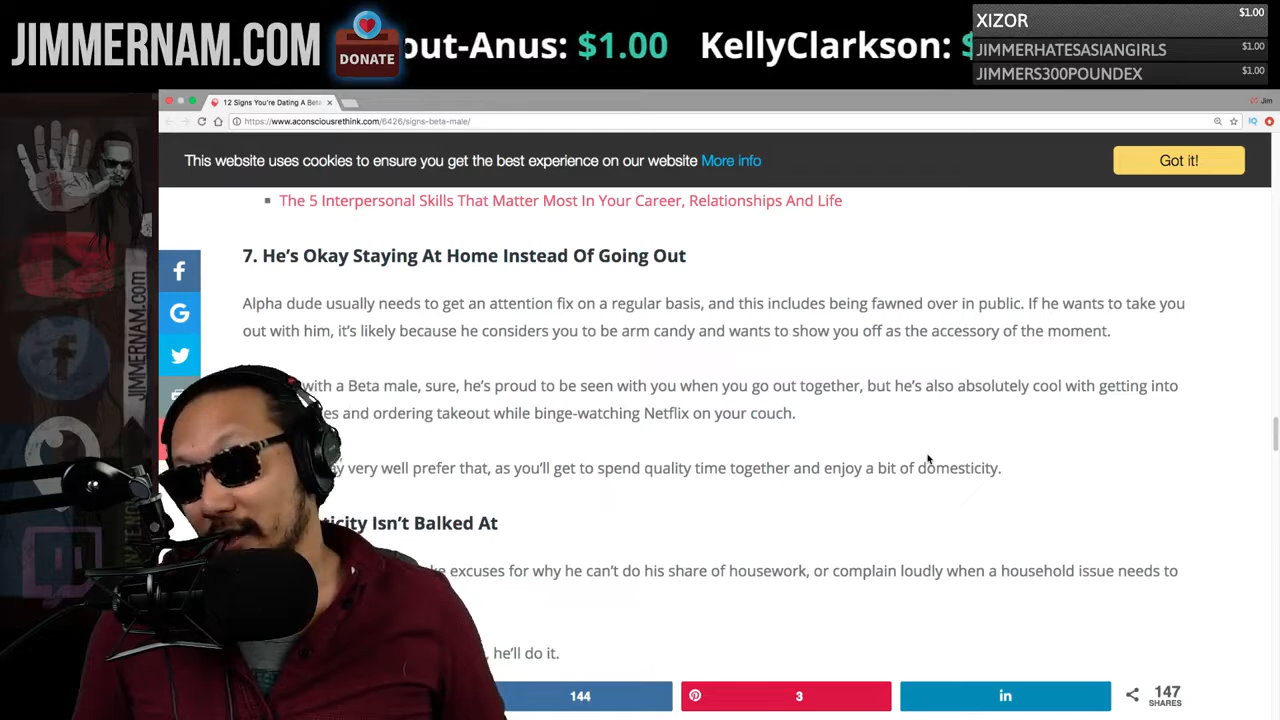 JIMMERNAM.COM
DONATE
out-Anus: $1.00 KellyClarkson: $
XIZOR $1.00
JIMMERHATESASIANGIRLS $1.00
JIMMERS300POUNDEX $1.00
12 Signs You're Dating A Beta
Jim
https://www.aconsciousrethink.com/6426/signs-beta-male/
This website uses cookies to ensure you get the best experience on our website More info
Got it!
The 5 Interpersonal Skills That Matter Most In Your Career, Relationships And Life
7. He's Okay Staying At Home Instead Of Going Out
Alpha dude usually needs to get an attention fix on a regular basis, and this includes being fawned over in public. If he wants to take you
out with him, it's likely because he considers you to be arm candy and wants to show you off as the accessory of the moment.
with a Beta male, sure, he's proud to be seen with you when you go out together, but he's also absolutely cool with getting into
es and ordering takeout while binge-watching Netflix on your couch.
y very well prefer that, as you'll get to spend quality time together and enjoy a bit of domesticity.
ticity Isn't Balked At
ke excuses for why he can't do his share of housework, or complain loudly when a household issue needs to
, he'll do it.
144
3
147
SHARES
JIMMERNAM.com